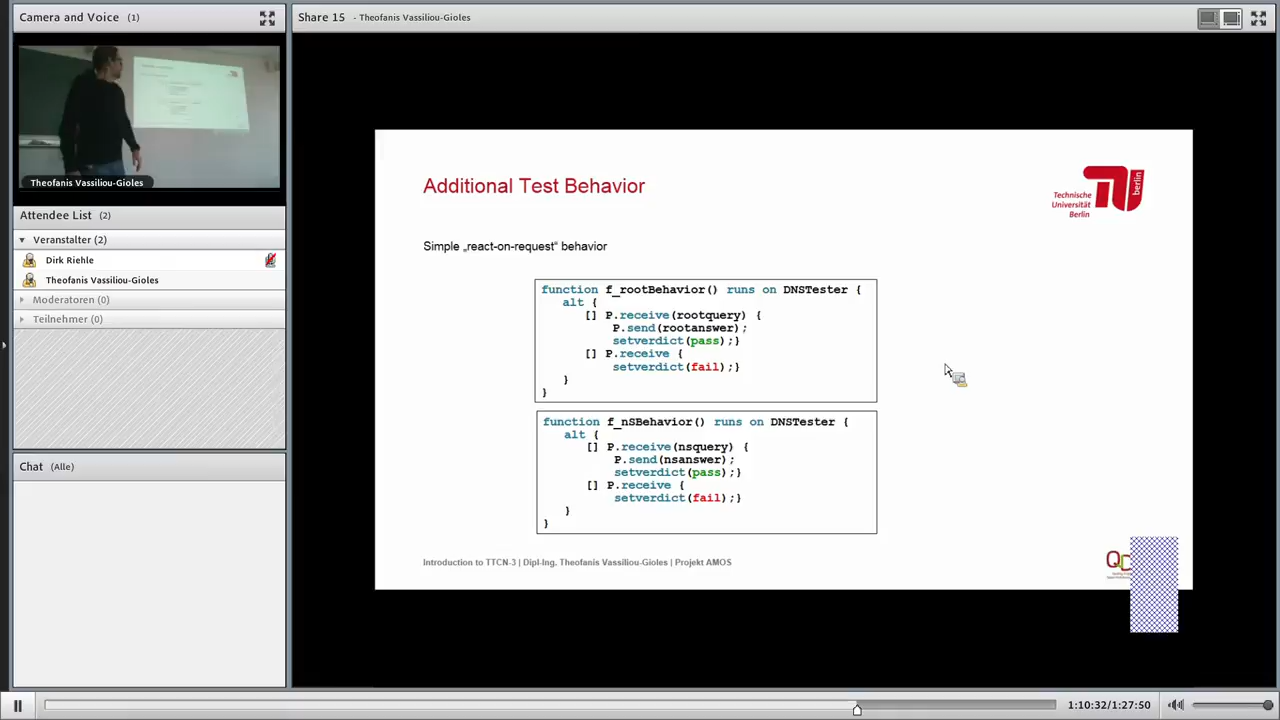 Camera and Voice (1)
Theofanis Vassiliou-Gioles
Attendee List (2)
Veranstalter (2)
Dirk Riehle
Theofanis Vassiliou-Gioles
Moderatoren (0)
Teilnehmer (0)
Chat (Alle)
Share 15 - Theofanis Vassiliou-Gioles
Additional Test Behavior
Technische
Universität
Berlin
berlin
Simple „react-on-request“ behavior
function f_rootBehavior() runs on DNSTester {
alt {
[] P.receive(rootquery) {
P.send(rootanswer);
setverdict(pass);}
[] P.receive {
setverdict(fail);}
}
}
function f_nSBehavior() runs on DNSTester {
alt {
[] P.receive(nsquery) {
P.send(nsanswer);
setverdict(pass);}
[] P.receive {
setverdict(fail);}
}
}
Introduction to TTCN-3 | Dipl-Ing. Theofanis Vassiliou-Gioles | Projekt AMOS
1:10:32/1:27:50